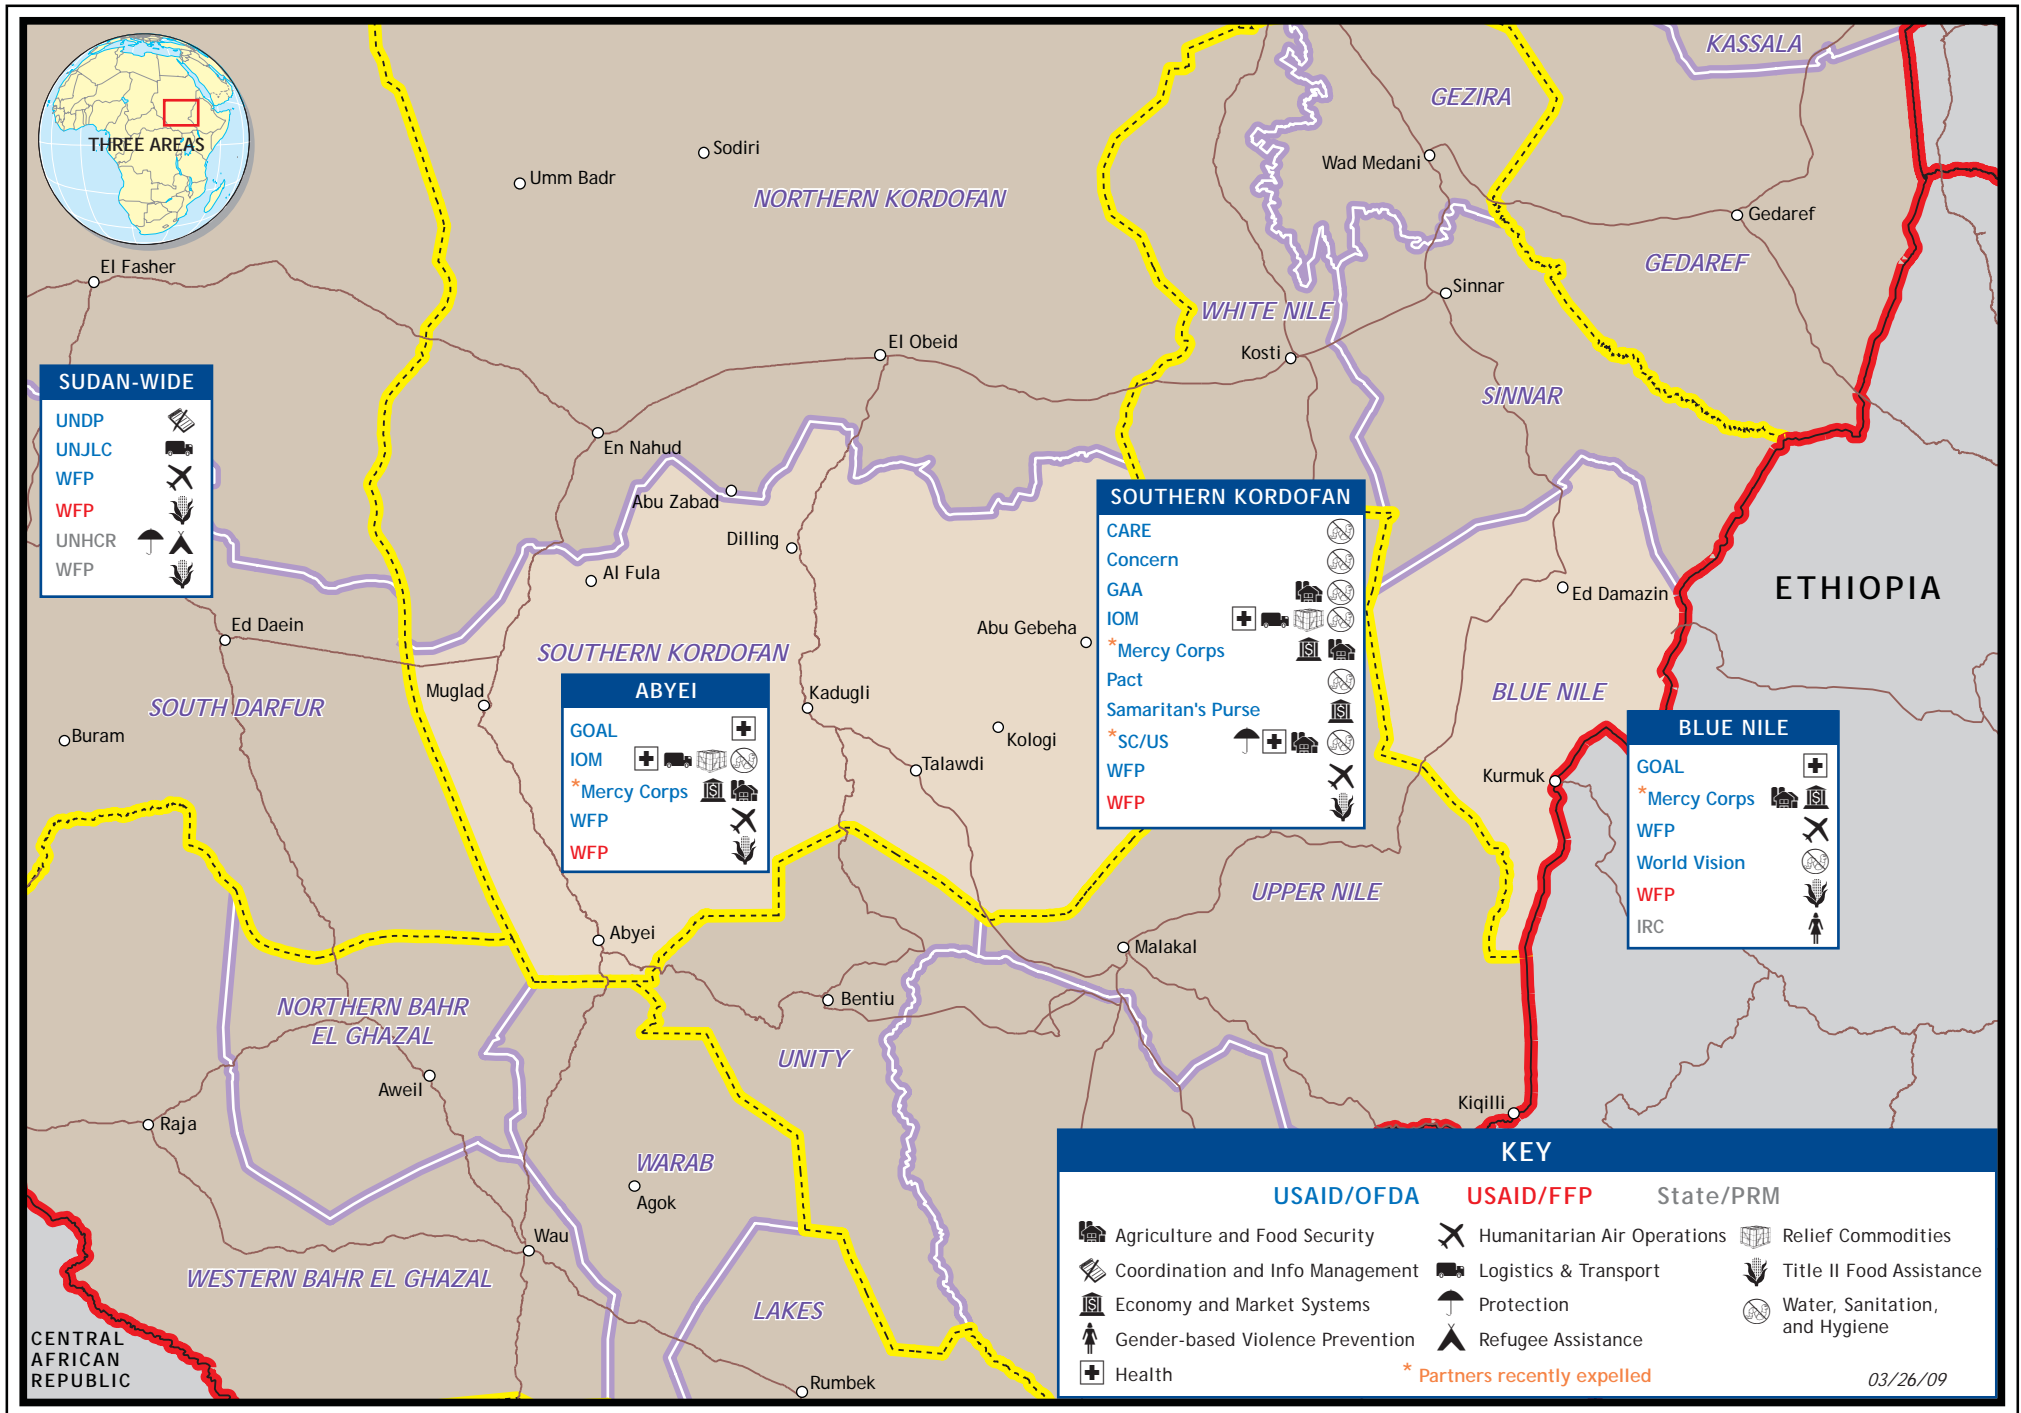 THREE AREAS
KASSALA
GEZIRA
Sodiri
Umm Badr
Wad Medani
NORTHERN KORDOFAN
Gedaref
El Fasher
GEDAREF
Sinnar
WHITE NILE
El Obeid
Kosti
SINNAR
En Nahud
Abu Zabad
Dilling
Al Fula
Ed Damazin
ETHIOPIA
Ed Daein
Abu Gebeha
SOUTHERN KORDOFAN
Muglad
Kadugli
BLUE NILE
SOUTH DARFUR
Buram
Kologi
Talawdi
Kurmuk
UPPER NILE
Abyei
Malakal
Bentiu
NORTHERN BAHR
EL GHAZAL
UNITY
Aweil
Kiqilli
Raja
WARAB
Agok
Wau
WESTERN BAHR EL GHAZAL
LAKES
CENTRAL
AFRICAN
REPUBLIC
Rumbek
SUDAN-WIDE
UNDP
UNJLC
WFP
WFP
UNHCR
WFP
ABYEI
GOAL
IOM
*Mercy Corps
WFP
WFP
SOUTHERN KORDOFAN
CARE
Concern
GAA
IOM
*Mercy Corps
Pact
Samaritan's Purse
*SC/US
WFP
WFP
BLUE NILE
GOAL
*Mercy Corps
WFP
World Vision
WFP
IRC
KEY
USAID/OFDA USAID/FFP State/PRM
Agriculture and Food Security
Coordination and Info Management
Economy and Market Systems
Gender-based Violence Prevention
Health
Humanitarian Air Operations
Logistics & Transport
Protection
Refugee Assistance
Relief Commodities
Title II Food Assistance
Water, Sanitation,
and Hygiene
* Partners recently expelled
03/26/09